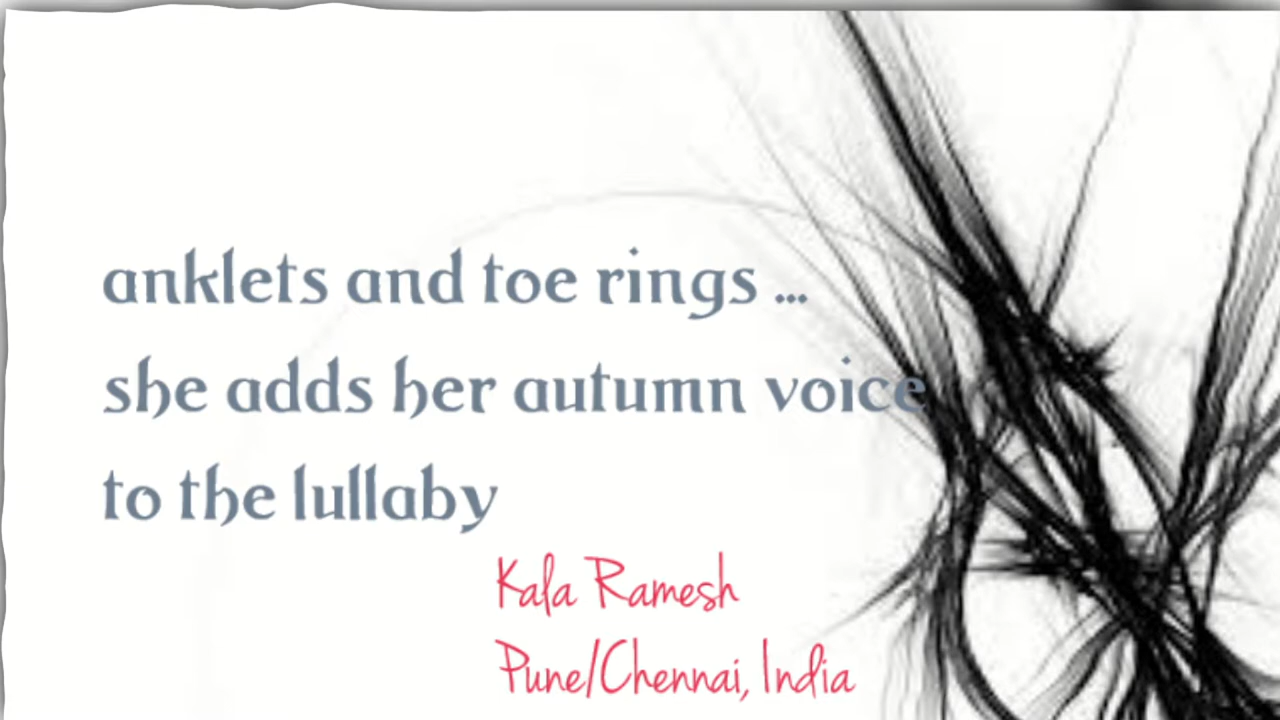 anklets and toe rings ...
she adds her autumn voice
to the lullaby
Kala Ramesh
Pune/Chennai, India